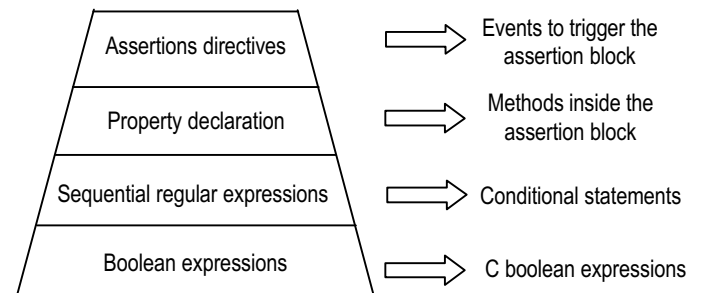 Assertions directives
Events to trigger the
assertion block
Property declaration
Methods inside the
assertion block
Sequential regular expressions
Conditional statements
Boolean expressions
C boolean expressions